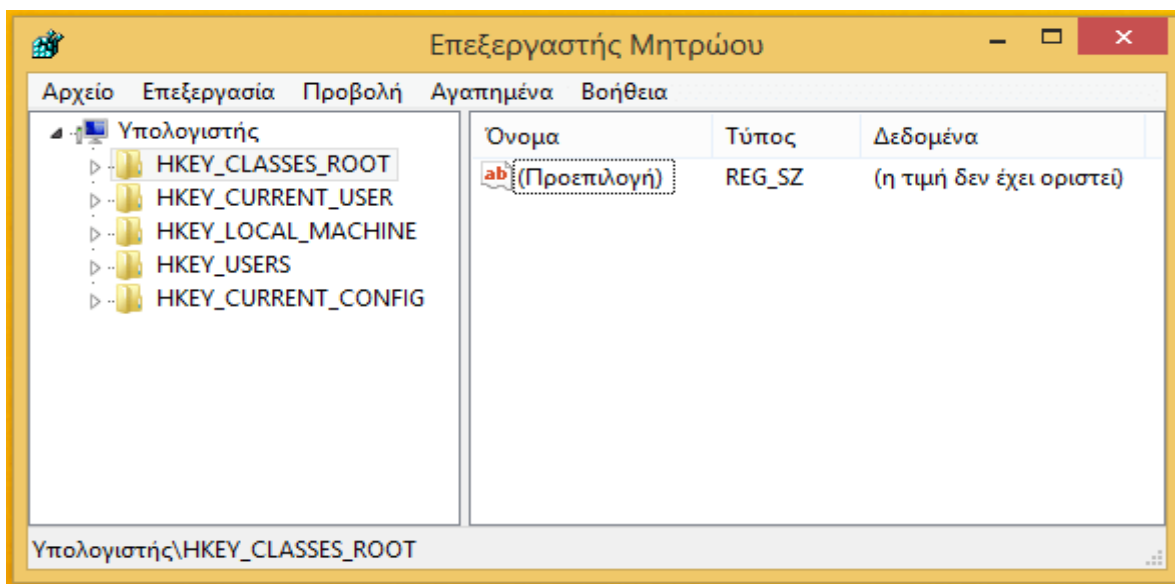 Επεξεργαστής Μητρώου
Αρχείο Επεξεργασία Προβολή Αγαπημένα Βοήθεια
Υπολογιστής
HKEY_CLASSES_ROOT
HKEY_CURRENT_USER
HKEY_LOCAL_MACHINE
HKEY_USERS
HKEY_CURRENT_CONFIG
Όνομα Τύπος Δεδομένα
ab (Προεπιλογή) REG_SZ (η τιμή δεν έχει οριστεί)
Υπολογιστής\HKEY_CLASSES_ROOT